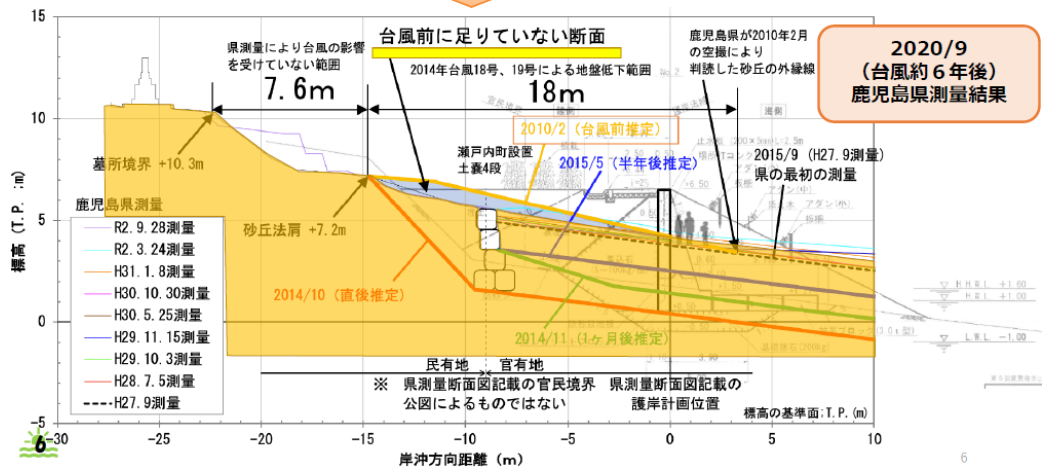 15
10
5
0
-5
標高 (T.P. :m)
-30
-25
-20
-15
-10
-5
0
5
10
岸沖方向距離 (m)
県測量により台風の影響
を受けていない範囲
台風前に足りていない断面
2014年台風18号、19号による地盤低下範囲
鹿児島県が2010年2月
の空撮により
判読した砂丘の外縁線
2020/9
(台風約6年後)
鹿児島県測量結果
7.6m
18m
2010/2 (台風前推定)
墓所境界 +10.3m
瀬戸内町設置
土嚢4段
2015/5 (半年後推定)
2015/9 (H27.9測量)
県の最初の測量
砂丘法肩 +7.2m
鹿児島県測量
R2.9.28測量
R2.3.24測量
H31.1.8測量
H30.10.30測量
H30.5.25測量
H29.11.15測量
H29.10.3測量
H28.7.5測量
H27.9測量
2014/10 (直後推定)
2014/11 (1ヶ月後推定)
アダン(中)
アダン(小)
H.H.W.L. +1.60
H.W.L. +1.00
L.W.L. -1.00
民有地
官有地
※ 県測量断面図記載の官民境界
公図によるものではない
県測量断面図記載の
護岸計画位置
標高の基準面:T.P.(m)
6
6